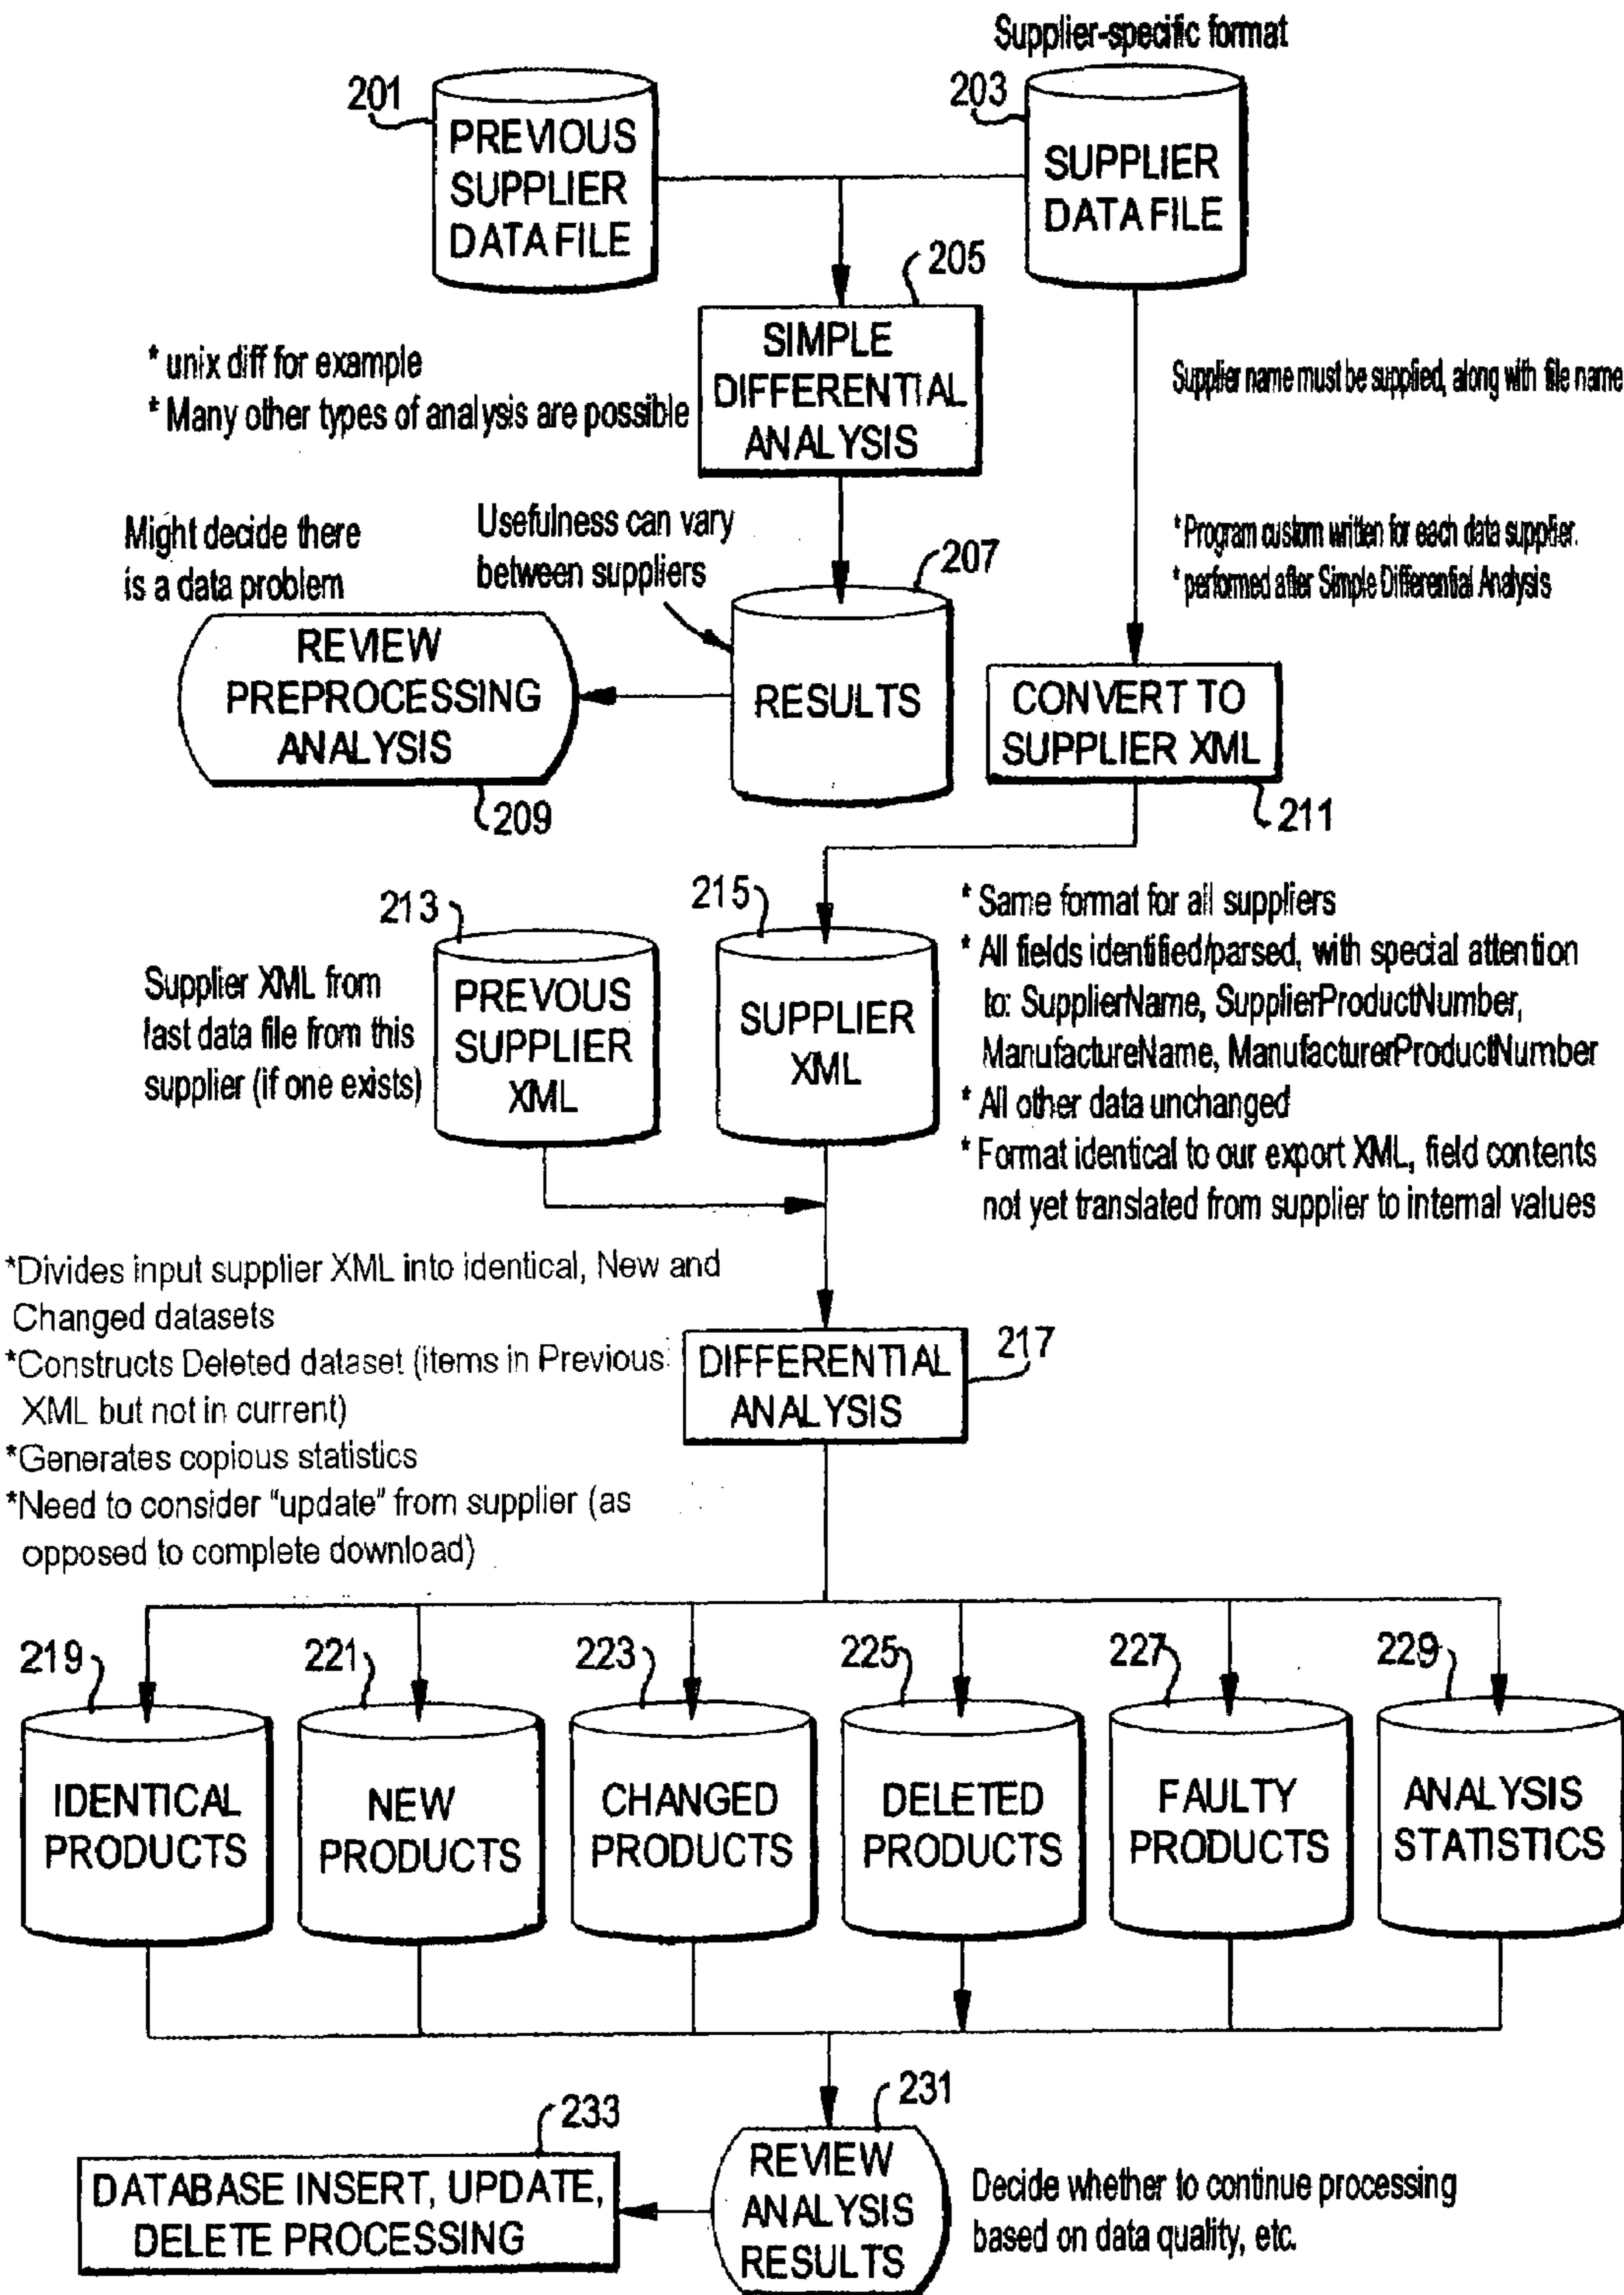 Supplier-specific format
201
203
PREVIOUS
SUPPLIER
DATA FILE
SUPPLIER
DATA FILE
205
* unix diff for example
* Many other types of analysis are possible
SIMPLE
DIFFERENTIAL
ANALYSIS
Supplier name must be supplied, along with file name
Might decide there
is a data problem
Usefulness can vary
between suppliers
207
* Program custom written for each data supplier.
* performed after Simple Differential Analysis
REVIEW
PREPROCESSING
ANALYSIS
209
RESULTS
CONVERT TO
SUPPLIER XML
211
213
215
Supplier XML from
last data file from this
supplier (if one exists)
PREVOUS
SUPPLIER
XML
SUPPLIER
XML
* Same format for all suppliers
* All fields identified/parsed, with special attention
to: SupplierName, SupplierProductNumber,
ManufactureName, ManufacturerProductNumber
* All other data unchanged
* Format identical to our export XML, field contents
not yet translated from supplier to internal values
*Divides input supplier XML into identical, New and
Changed datasets
*Constructs Deleted dataset (items in Previous
XML but not in current)
*Generates copious statistics
*Need to consider "update" from supplier (as
opposed to complete download)
DIFFERENTIAL
ANALYSIS
217
219
221
223
225
227
229
IDENTICAL
PRODUCTS
NEW
PRODUCTS
CHANGED
PRODUCTS
DELETED
PRODUCTS
FAULTY
PRODUCTS
ANALYSIS
STATISTICS
233
231
DATABASE INSERT, UPDATE,
DELETE PROCESSING
REVIEW
ANALYSIS
RESULTS
Decide whether to continue processing
based on data quality, etc.